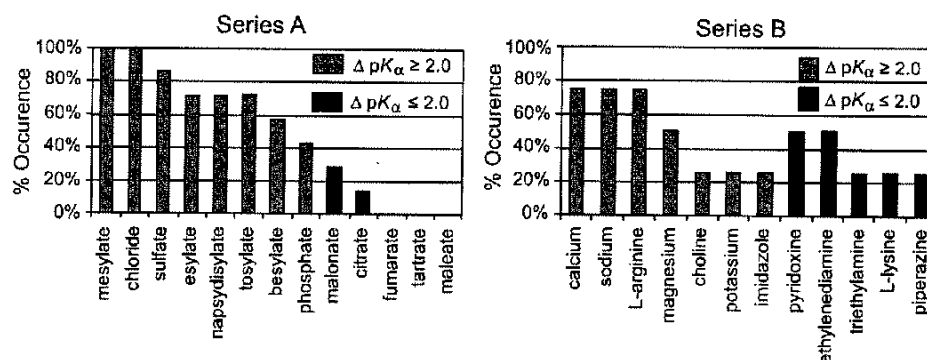 Series A
% Occurence
100%
80%
60%
40%
20%
0%
Δ pKα ≥ 2.0
Δ pKα ≤ 2.0
mesylate
chloride
sulfate
esylate
napsydisylate
tosylate
besylate
phosphate
malonate
citrate
fumarate
tartrate
maleate
Series B
% Occurence
100%
80%
60%
40%
20%
0%
Δ pKα ≥ 2.0
Δ pKα ≤ 2.0
calcium
sodium
L-arginine
magnesium
choline
potassium
imidazole
pyridoxine
ethylenediamine
triethylamine
L-lysine
piperazine